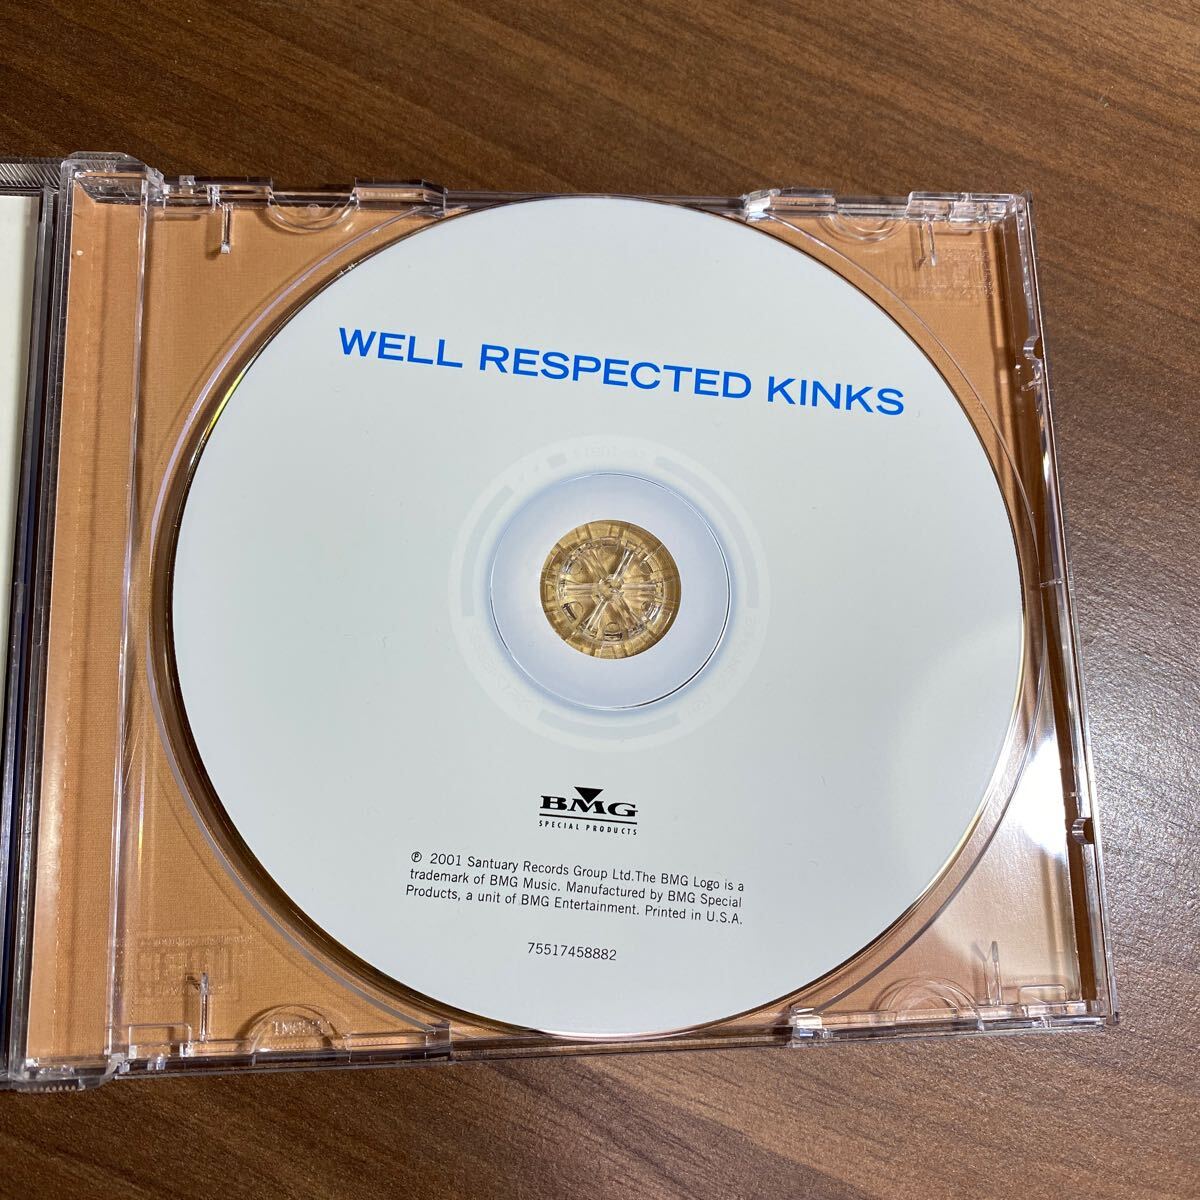 WELL RESPECTED KINKS
BMG
SPECIAL PRODUCTS
℗ 2001 Santuary Records Group Ltd.The BMG Logo is a
trademark of BMG Music. Manufactured by BMG Special
Products, a unit of BMG Entertainment. Printed in U.S.A.
75517458882